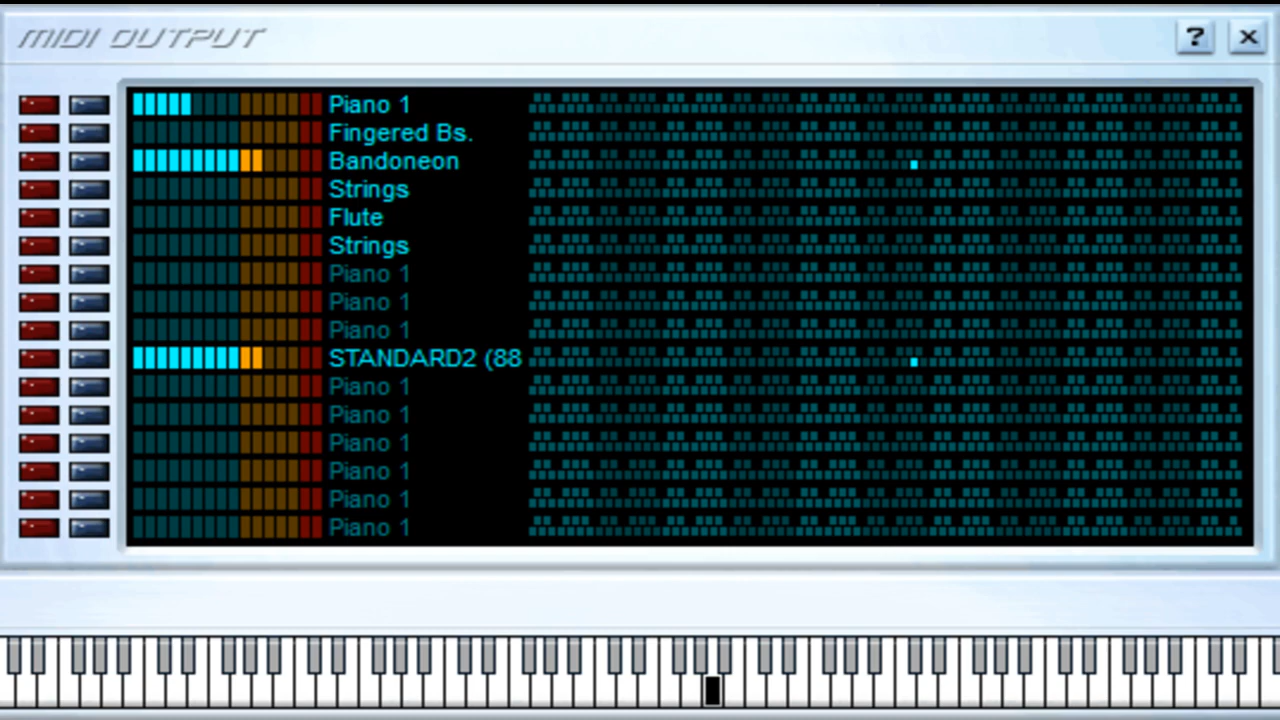 MIDI OUTPUT
? ×
Piano 1
Fingered Bs.
Bandoneon
Strings
Flute
Strings
Piano 1
Piano 1
Piano 1
STANDARD2 (88
Piano 1
Piano 1
Piano 1
Piano 1
Piano 1
Piano 1